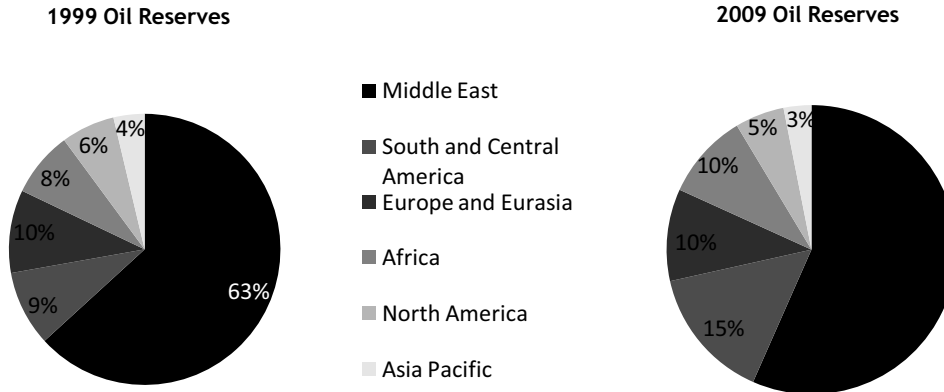 1999 Oil Reserves
4%
6%
8%
10%
9%
63%
Middle East
South and Central
America
Europe and Eurasia
Africa
North America
Asia Pacific
2009 Oil Reserves
3%
5%
10%
10%
15%